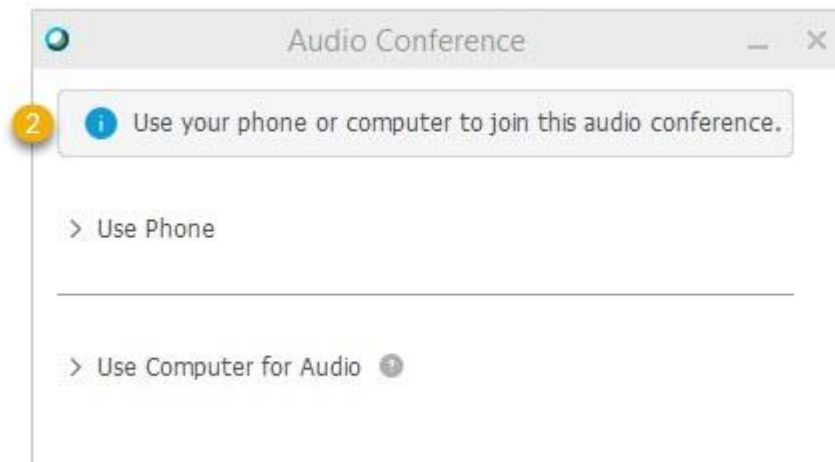 Audio Conference
2
Use your phone or computer to join this audio conference.
Use Phone
Use Computer for Audio